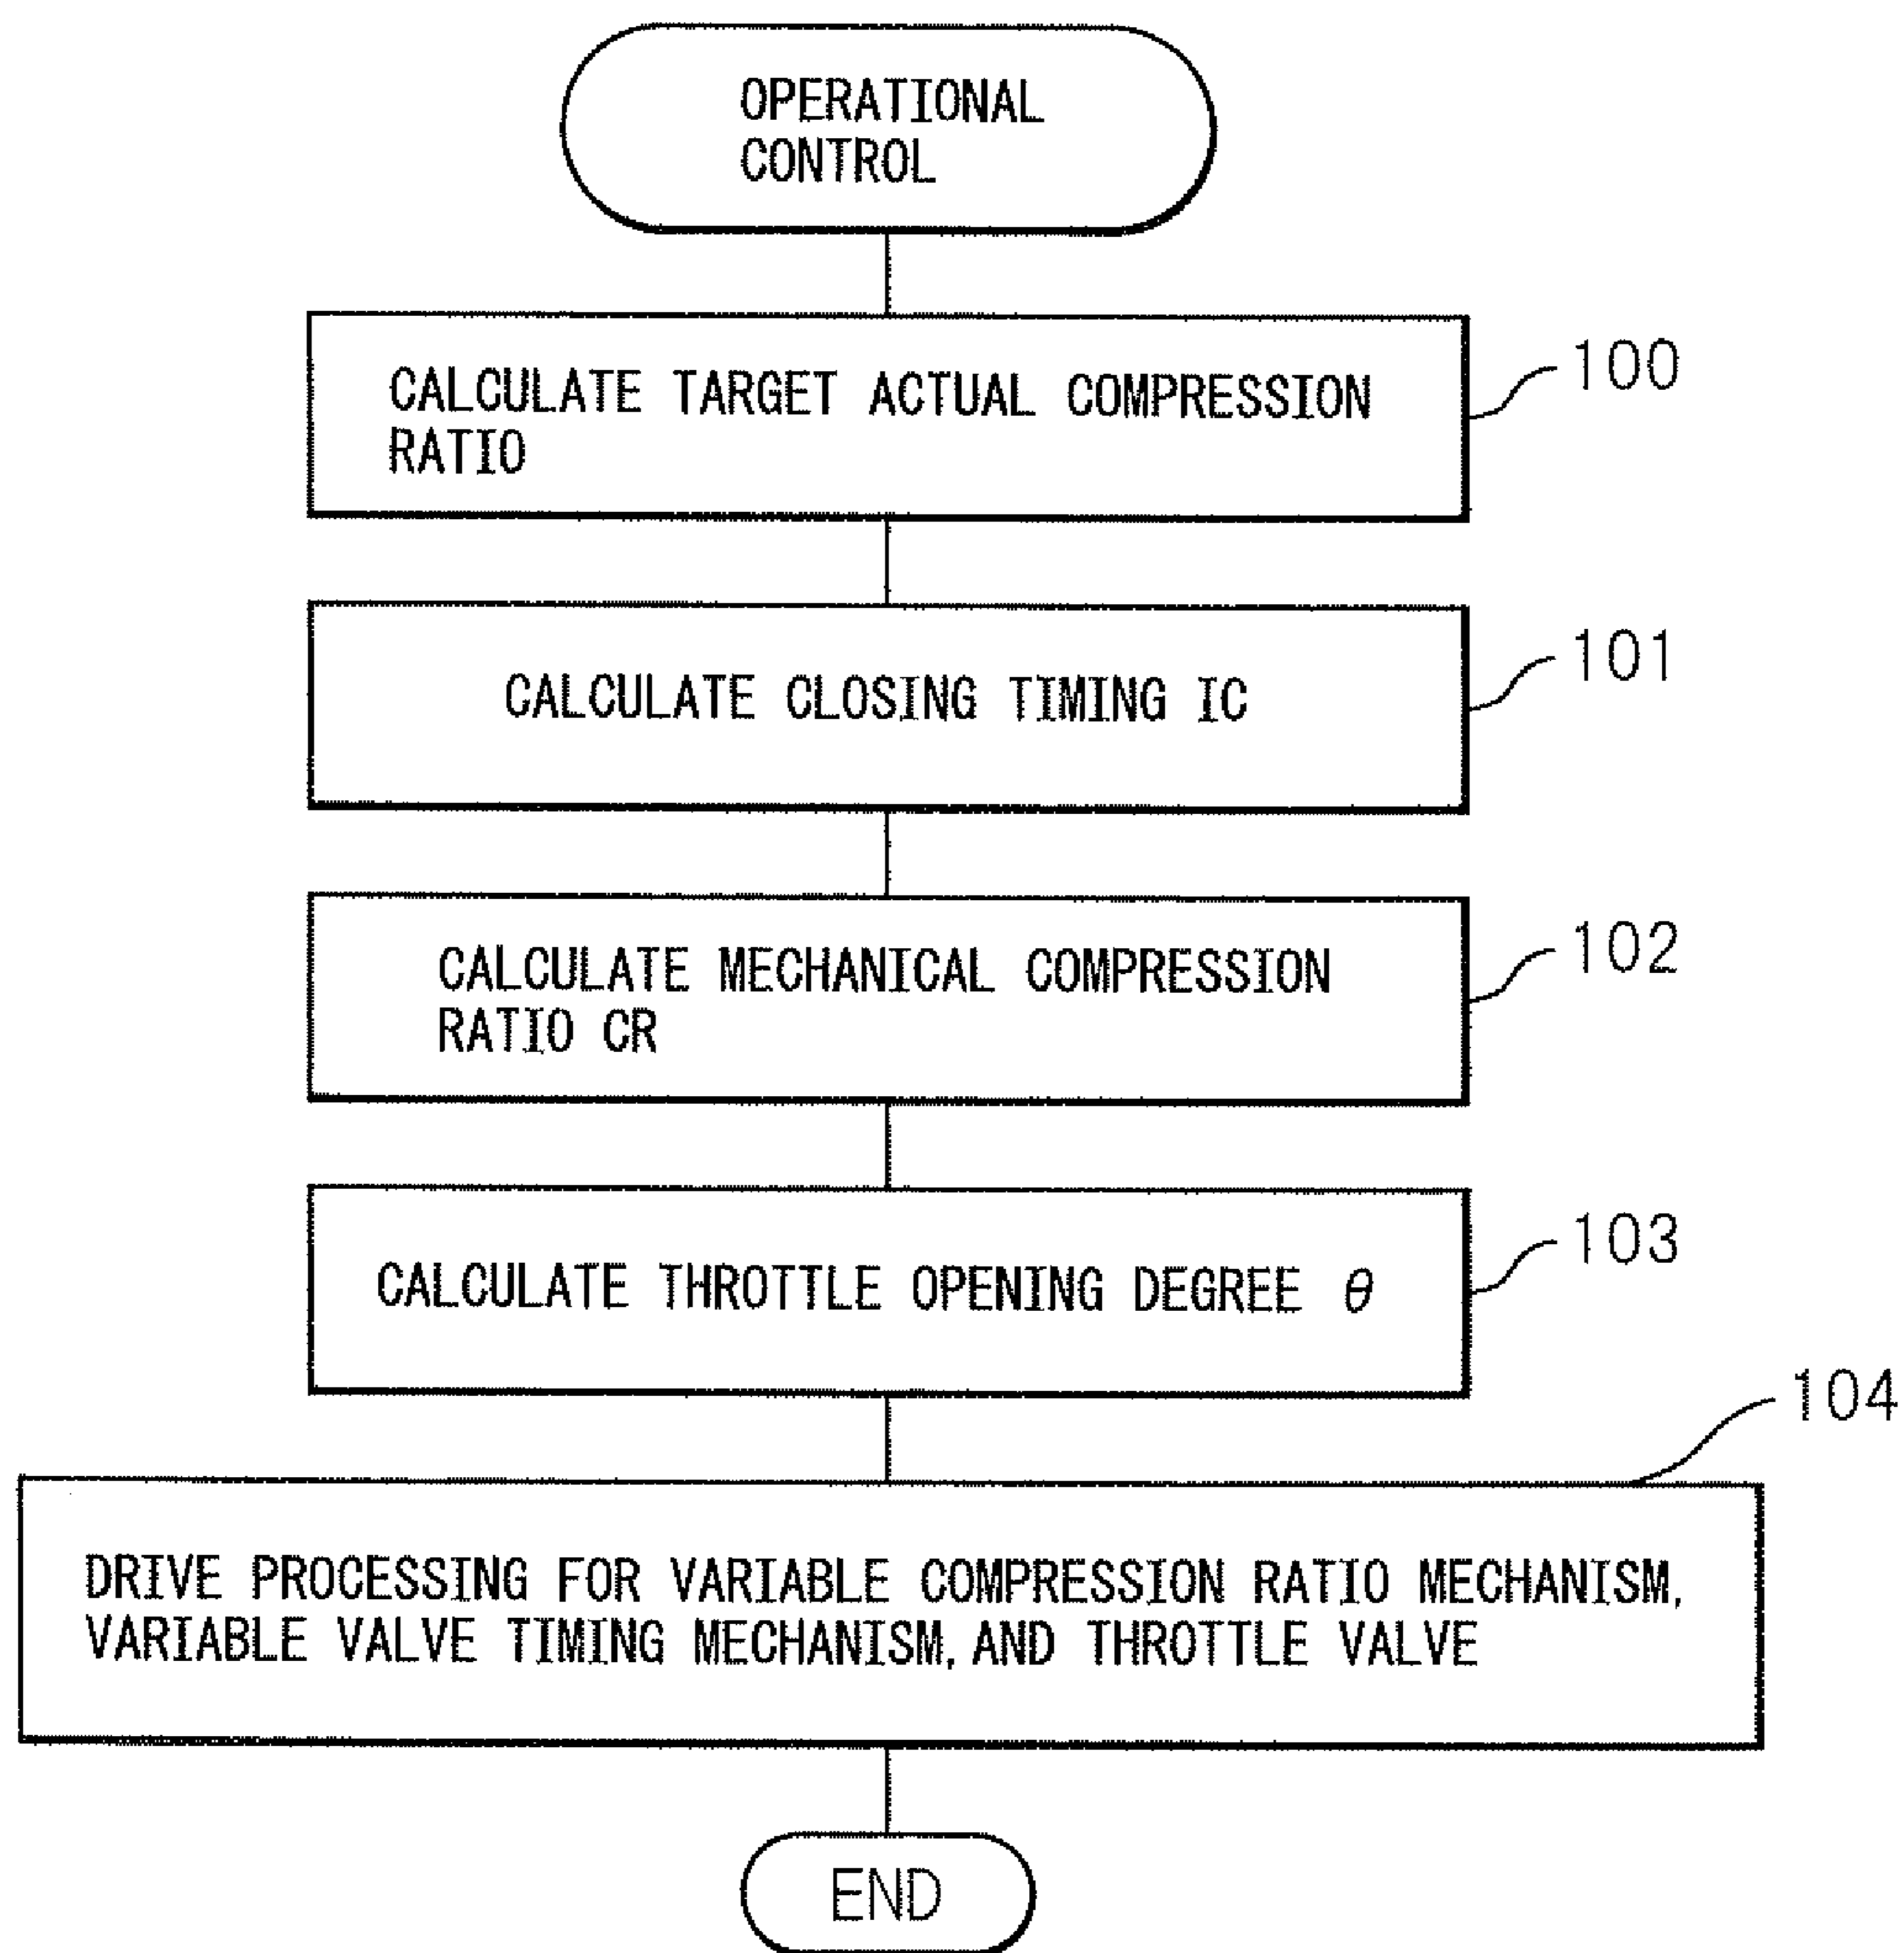 OPERATIONAL
CONTROL
CALCULATE TARGET ACTUAL COMPRESSION
RATIO
100
CALCULATE CLOSING TIMING IC
101
CALCULATE MECHANICAL COMPRESSION
RATIO CR
102
CALCULATE THROTTLE OPENING DEGREE θ
103
104
DRIVE PROCESSING FOR VARIABLE COMPRESSION RATIO MECHANISM,
VARIABLE VALVE TIMING MECHANISM, AND THROTTLE VALVE
END